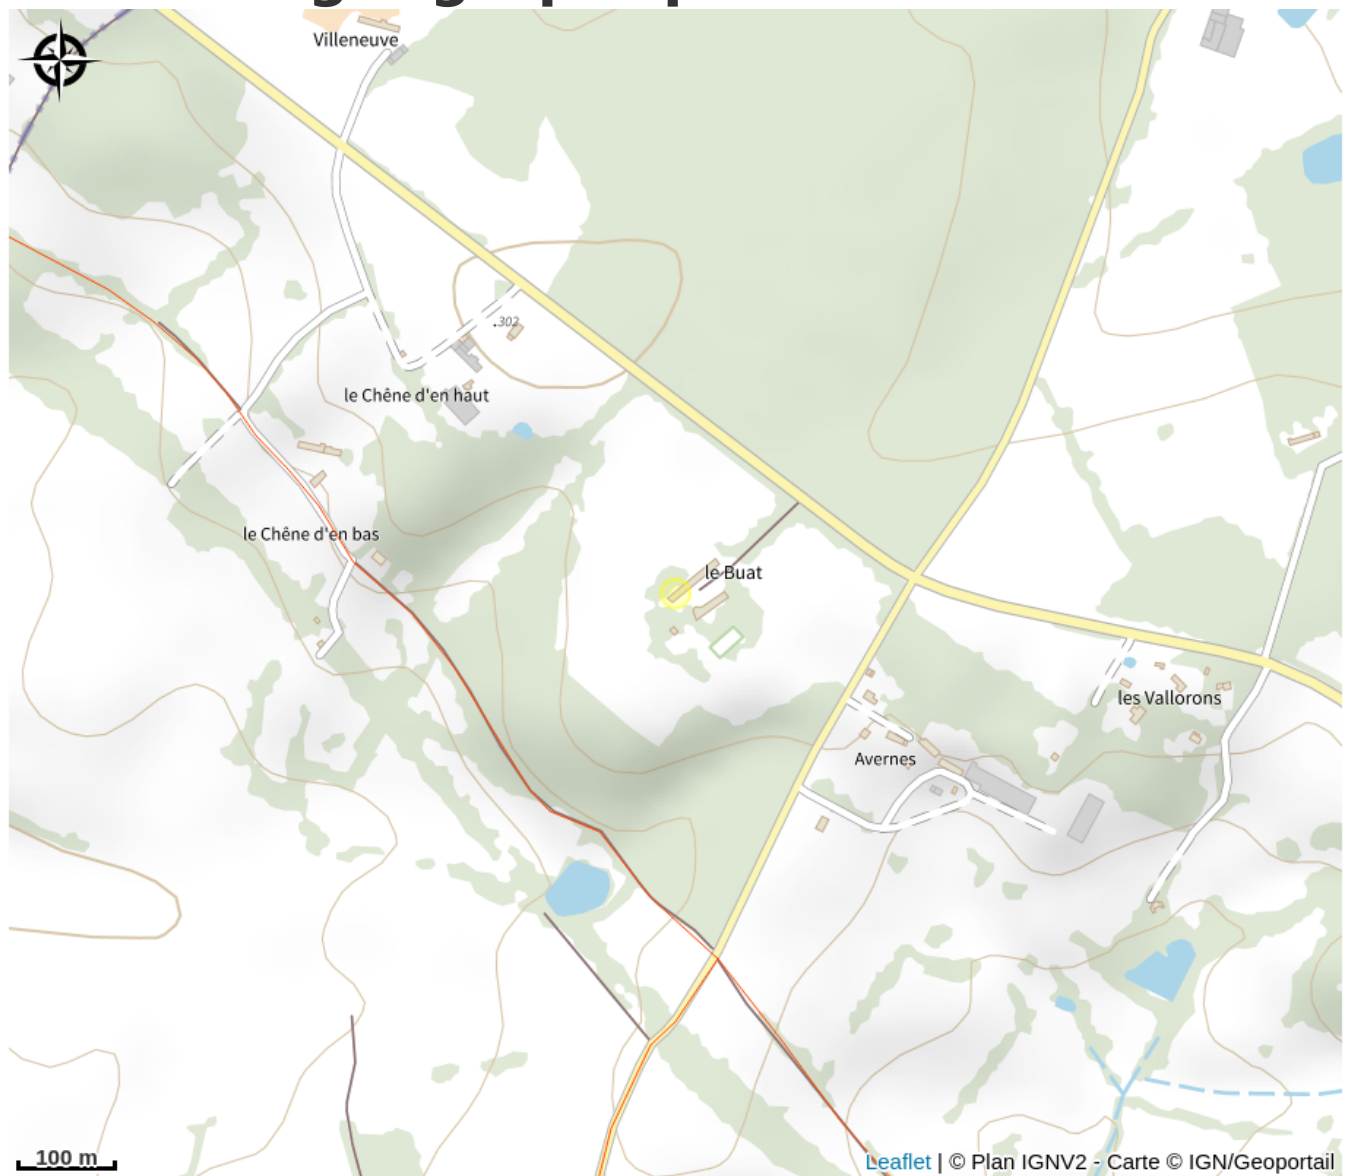 Villeneuve
.302
le Chêne d'en haut
le Chêne d'en bas
le Buat
les Vallorons
Avernes
100 m
Leaflet | © Plan IGNV2 - Carte © IGN/Geoportail